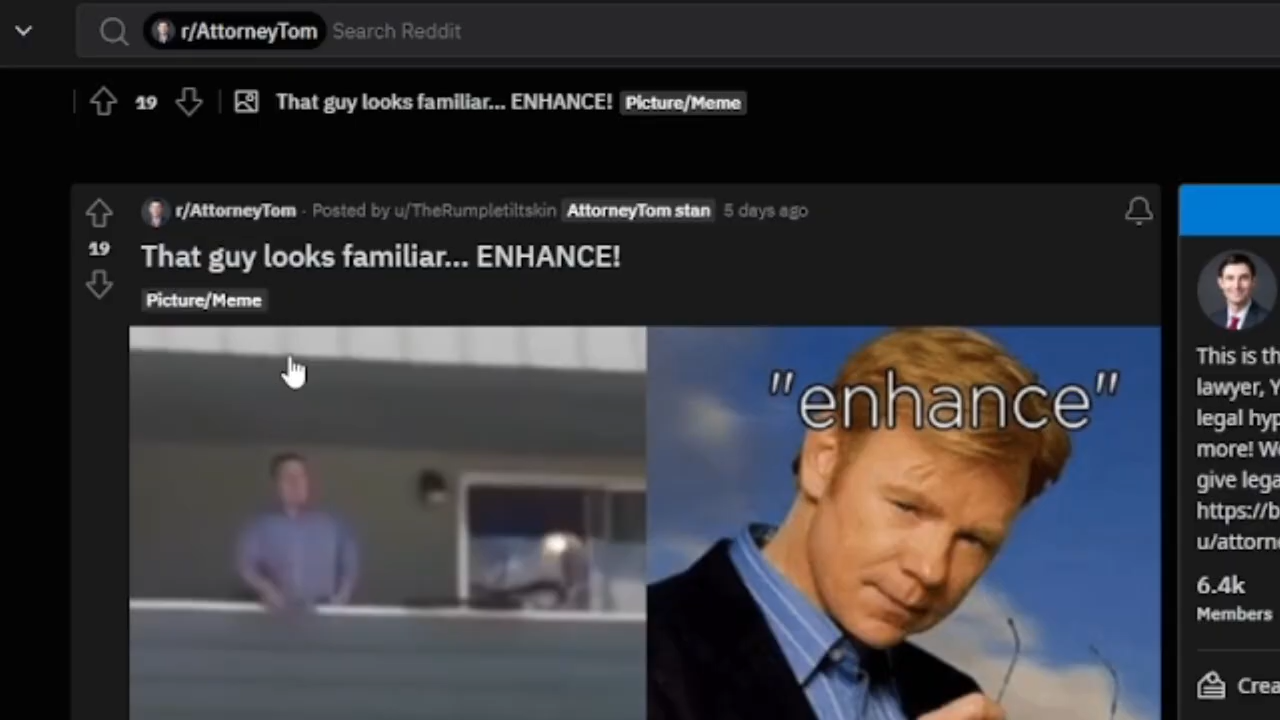 r/AttorneyTom Search Reddit
19 That guy looks familiar... ENHANCE! Picture/Meme
r/AttorneyTom · Posted by u/TheRumpletiltskin AttorneyTom stan 5 days ago
19
That guy looks familiar... ENHANCE!
Picture/Meme
"enhance"
This is th
lawyer, Y
legal hyp
more! We
give lega
https://b
u/attorne
6.4k
Members
Crea